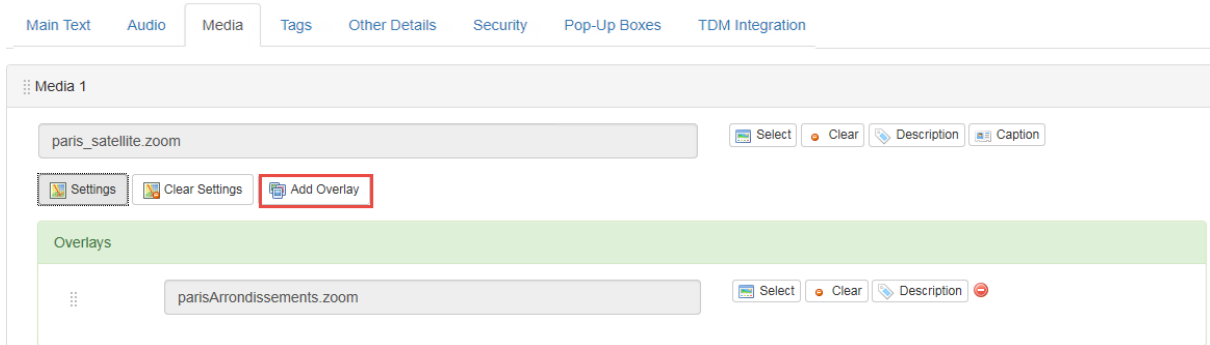 Main Text Audio Media Tags Other Details Security Pop-Up Boxes TDM Integration
Media 1
paris_satellite.zoom Select Clear Description Caption
Settings Clear Settings Add Overlay
Overlays
parisArrondissements.zoom Select Clear Description